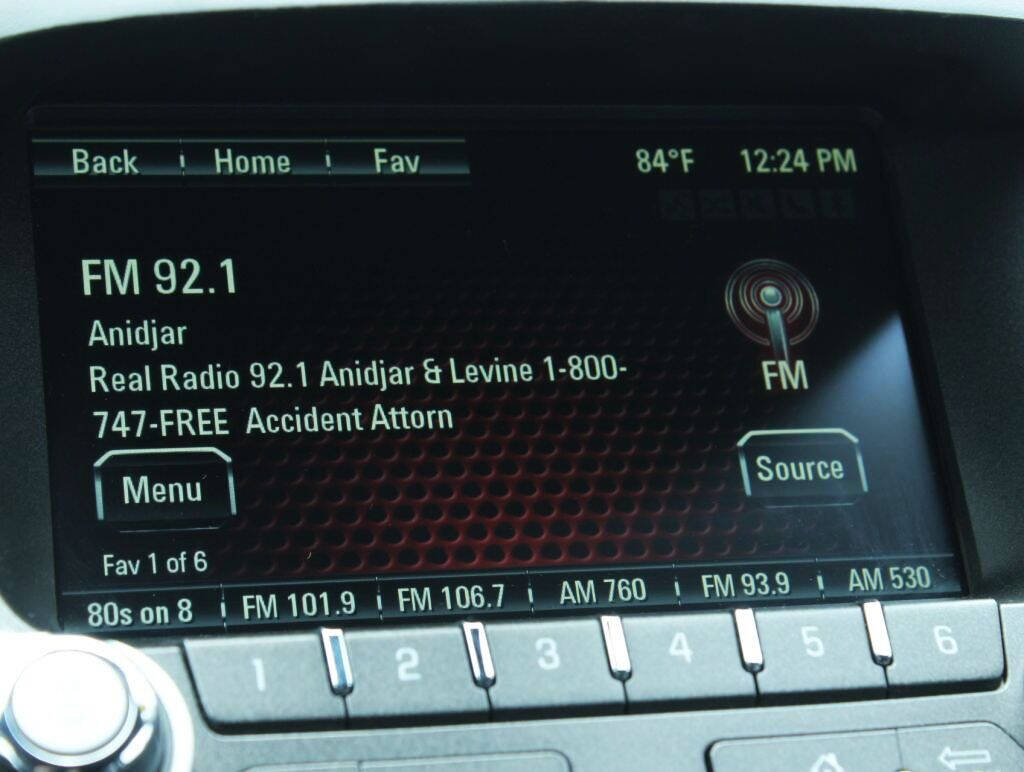 Back Home Fav 84°F 12:24 PM
FM 92.1
Anidjar
Real Radio 92.1 Anidjar & Levine 1-800-
747-FREE Accident Attorn
FM
Menu Source
Fav 1 of 6
80s on 8 FM 101.9 FM 106.7 AM 760 FM 93.9 AM 530
1 2 3 4 5 6